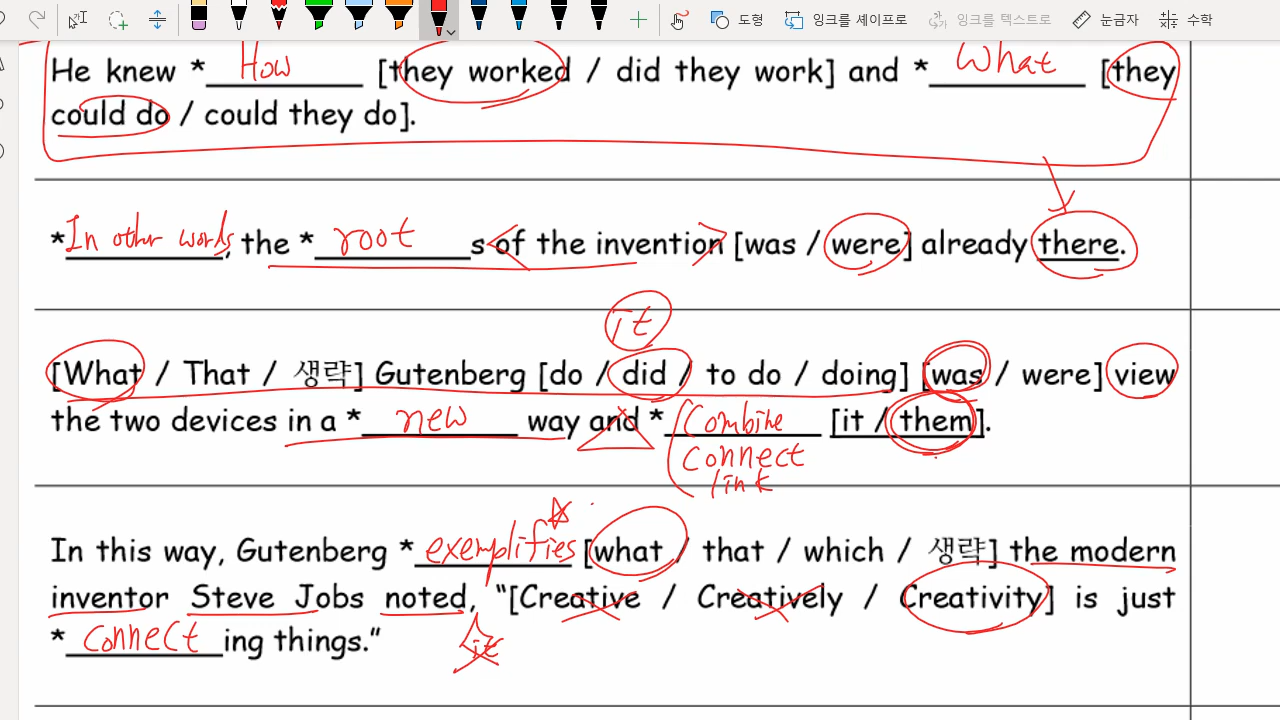 도형 잉크를 셰이프로 잉크를 텍스트로 눈금자 수학
He knew * How [they worked / did they work] and * What [they
could do / could they do].
*In other words, the * roots of the invention [was / were] already there.
it
[What / That / 생략] Gutenberg [do / did / to do / doing] [was / were] view
the two devices in a * new way and * Combine [it / them].
Connect
link
In this way, Gutenberg * exemplifies [what / that / which / 생략] the modern
inventor Steve Jobs noted, “[Creative / Creatively / Creativity] is just
* connecting things.”
it